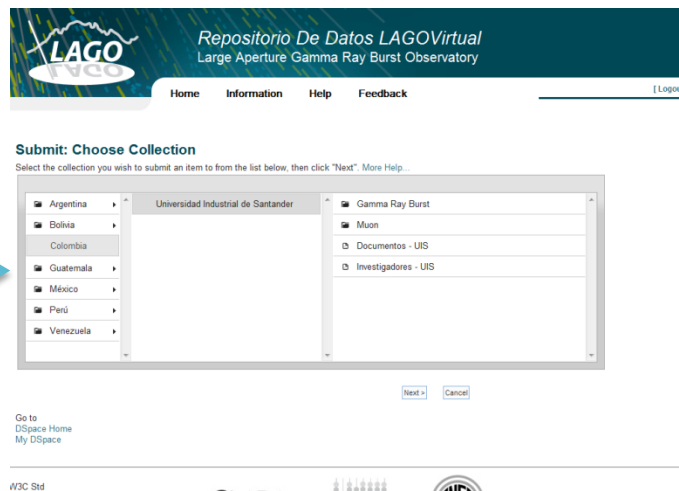 LAGO
Repositorio De Datos LAGOVirtual
Large Aperture Gamma Ray Burst Observatory
Home Information Help Feedback
[ Logou
Submit: Choose Collection
Select the collection you wish to submit an item to from the list below, then click "Next". More Help...
Argentina
Bolivia
Colombia
Guatemala
México
Perú
Venezuela
Universidad Industrial de Santander
Gamma Ray Burst
Muon
Documentos - UIS
Investigadores - UIS
Next > Cancel
Go to
DSpace Home
My DSpace
W3C Std